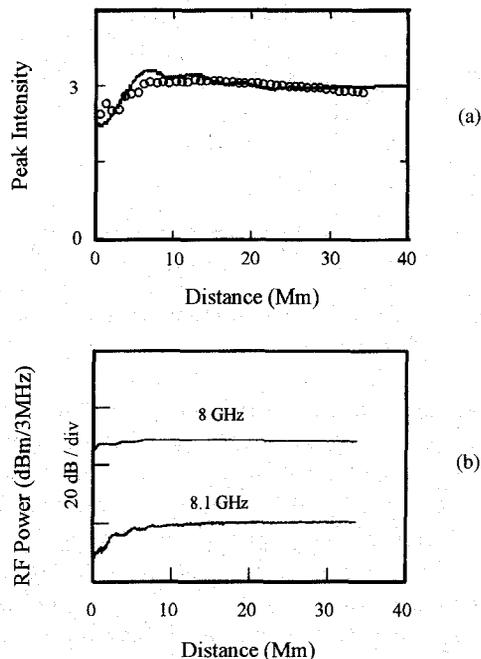 3
0
Peak Intensity
(a)
0 10 20 30 40
Distance (Mm)
RF Power (dBm/3MHz)
20 dB / div
8 GHz
8.1 GHz
(b)
0 10 20 30 40
Distance (Mm)